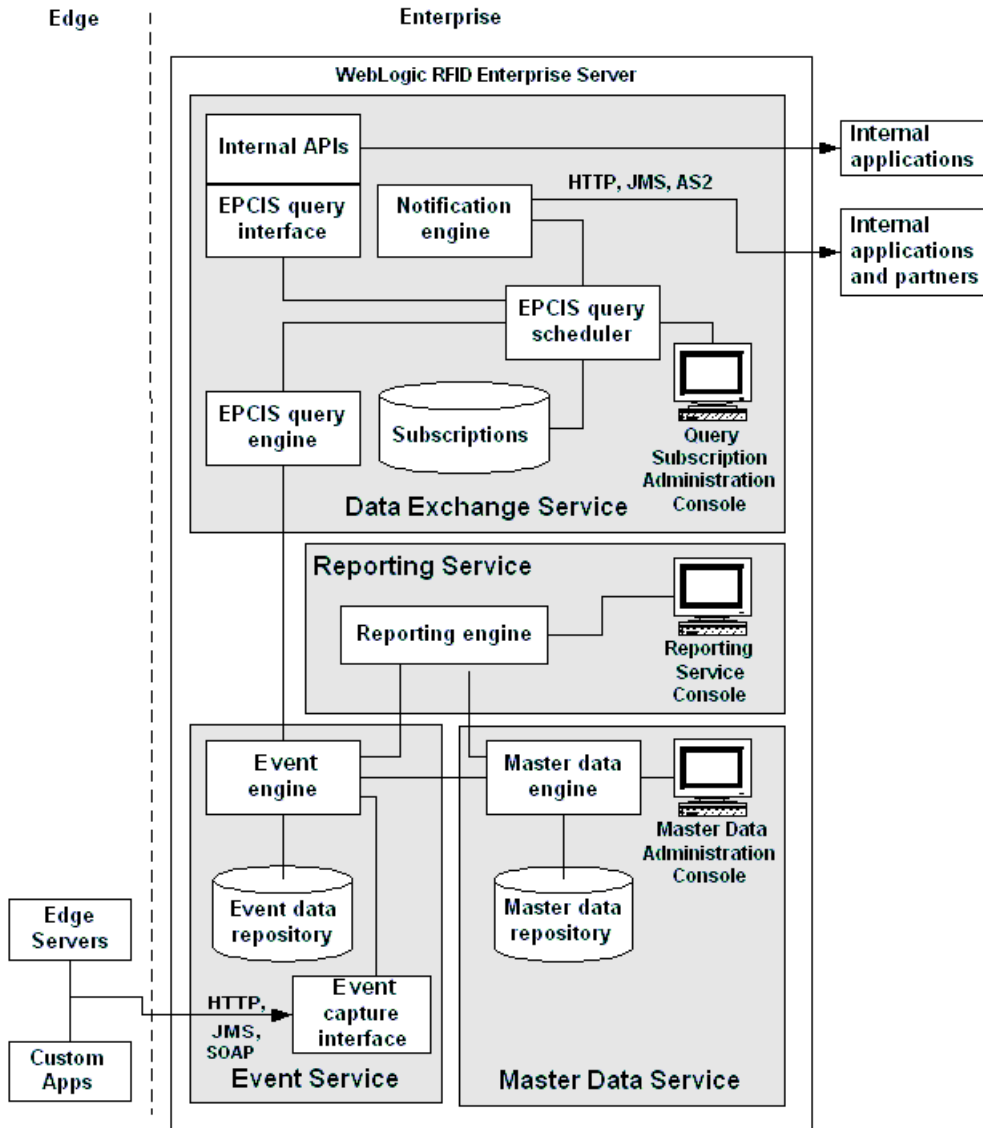 Edge
Enterprise
WebLogic RFID Enterprise Server
Internal APIs
Internal
applications
HTTP, JMS, AS2
EPCIS query
interface
Notification
engine
Internal
applications
and partners
EPCIS query
scheduler
EPCIS query
engine
Subscriptions
Query
Subscription
Administration
Console
Data Exchange Service
Reporting Service
Reporting engine
Reporting
Service
Console
Event
engine
Master data
engine
Master Data
Administration
Console
Event data
repository
Master data
repository
Edge
Servers
HTTP,
JMS,
SOAP
Event
capture
interface
Custom
Apps
Event Service
Master Data Service